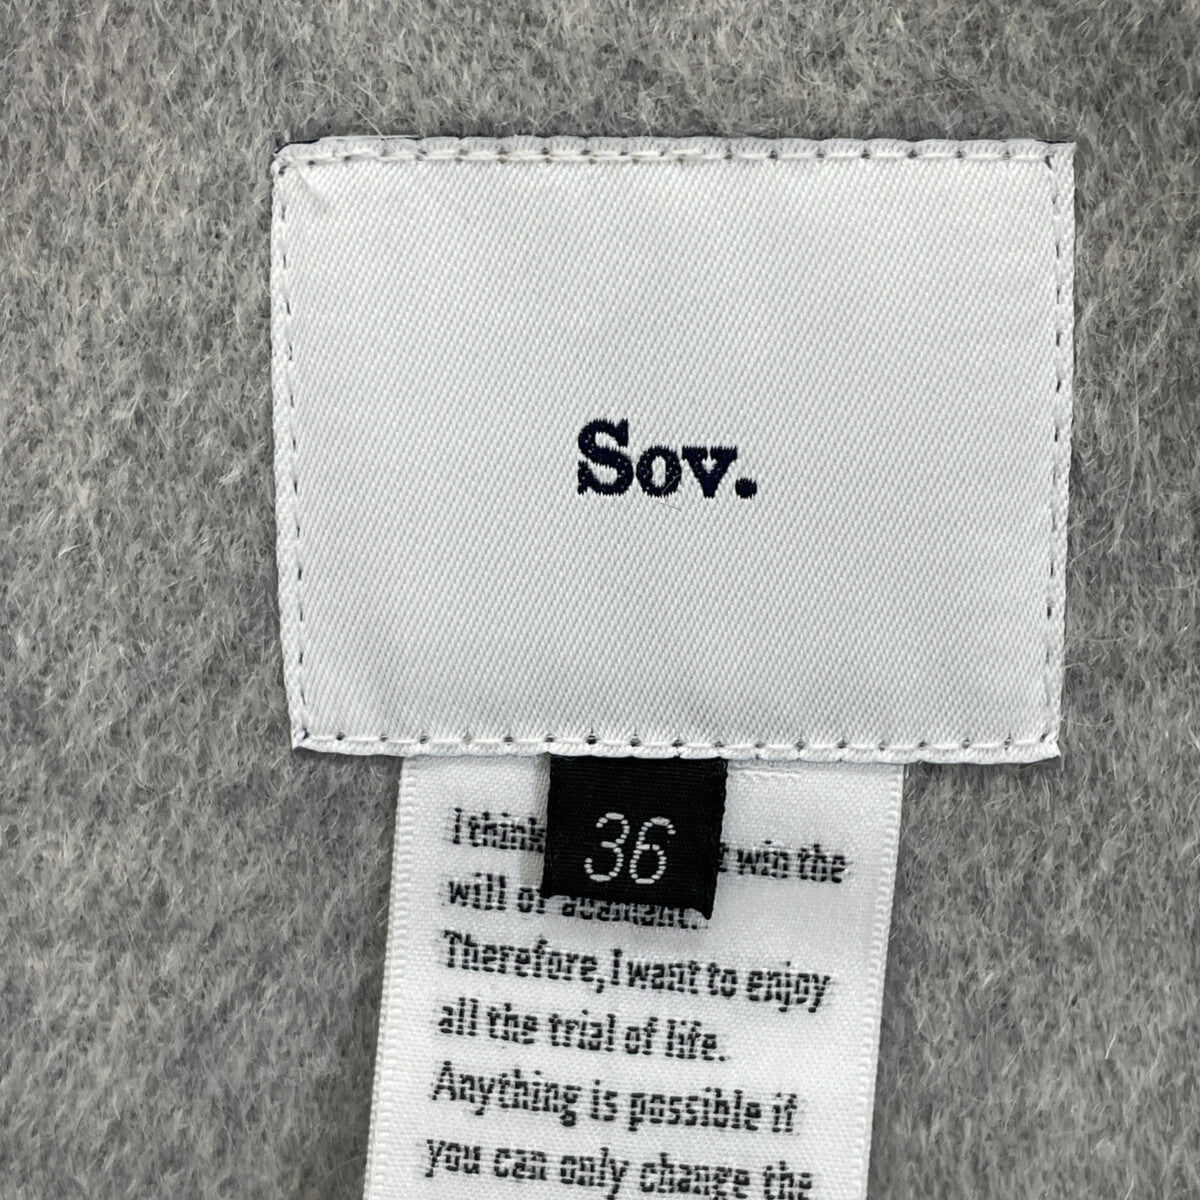 Sov.
36
I think win the
will of adamant.
Therefore, I want to enjoy
all the trial of life.
Anything is possible if
you can only change the